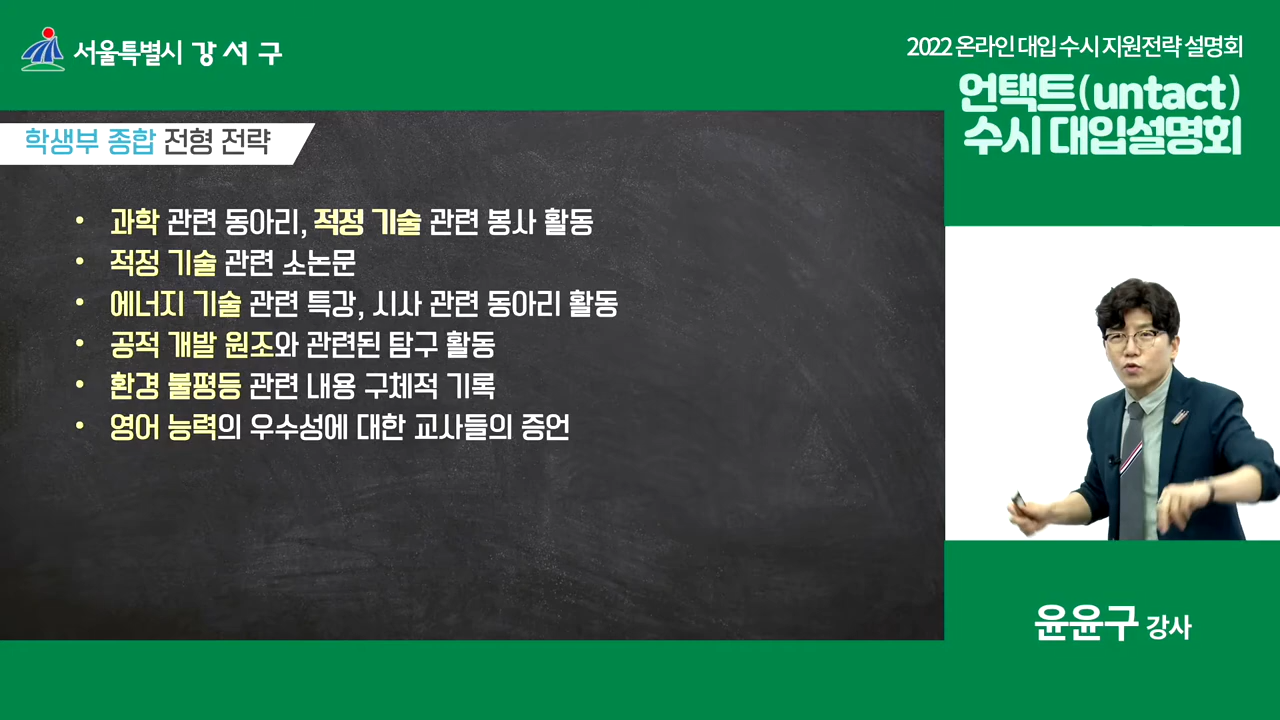 서울특별시 강서구
2022 온라인 대입 수시 지원전략 설명회
언택트(untact)
수시 대입설명회
학생부 종합 전형 전략
• 과학 관련 동아리, 적정 기술 관련 봉사 활동
• 적정 기술 관련 소논문
• 에너지 기술 관련 특강, 시사 관련 동아리 활동
• 공적 개발 원조와 관련된 탐구 활동
• 환경 불평등 관련 내용 구체적 기록
• 영어 능력의 우수성에 대한 교사들의 증언
윤윤구 강사